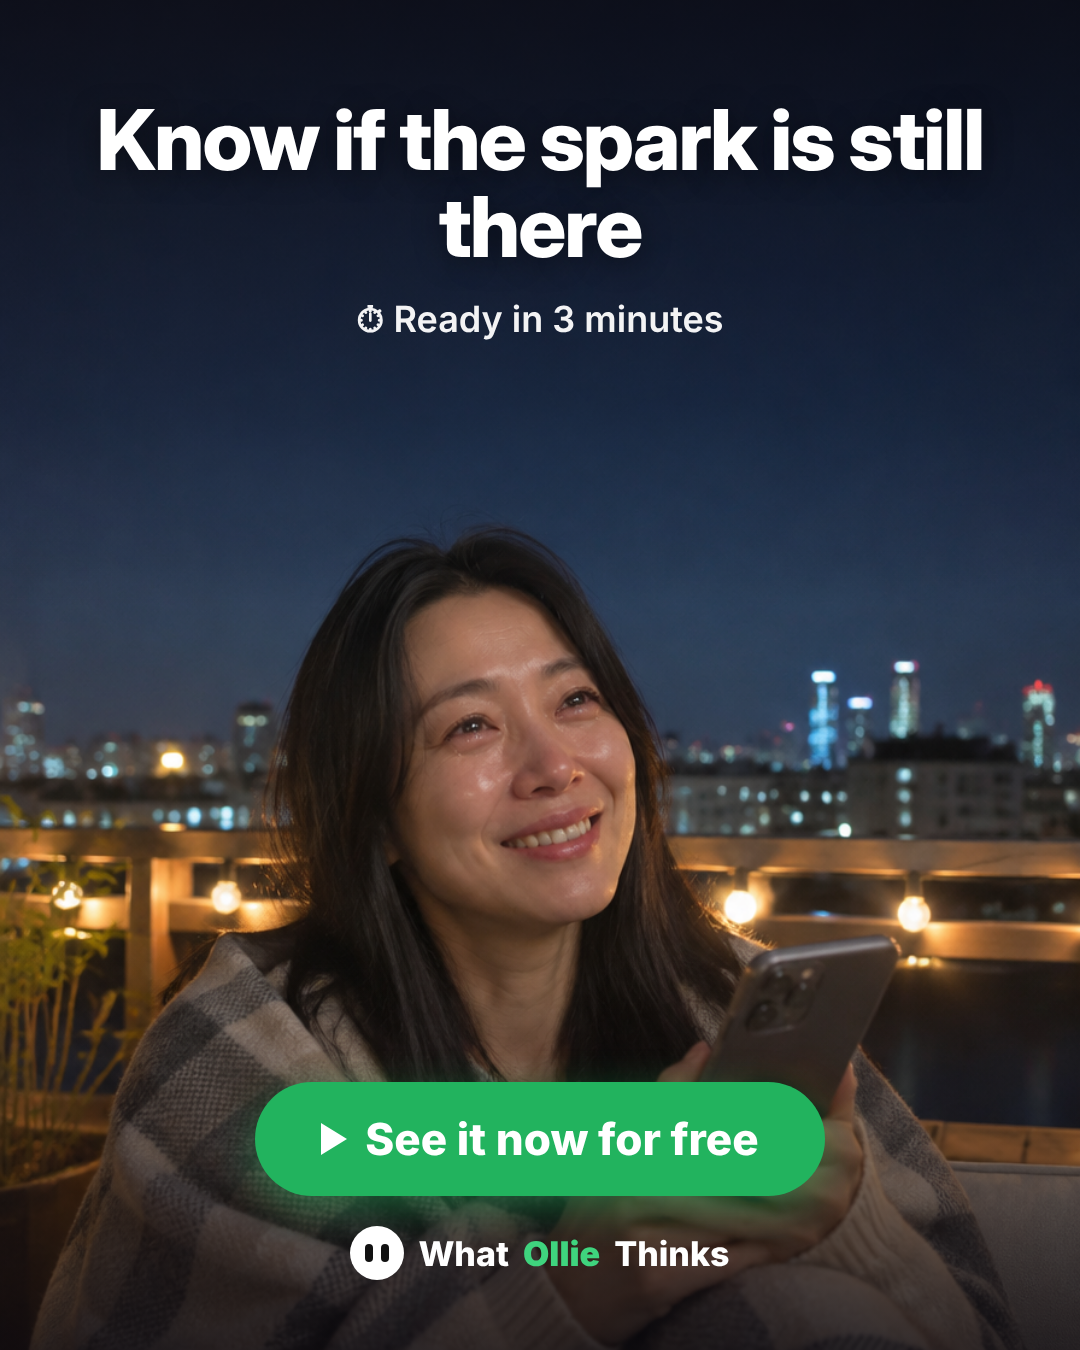 Know if the spark is still
there
⏱ Ready in 3 minutes
▶ See it now for free
What Ollie Thinks